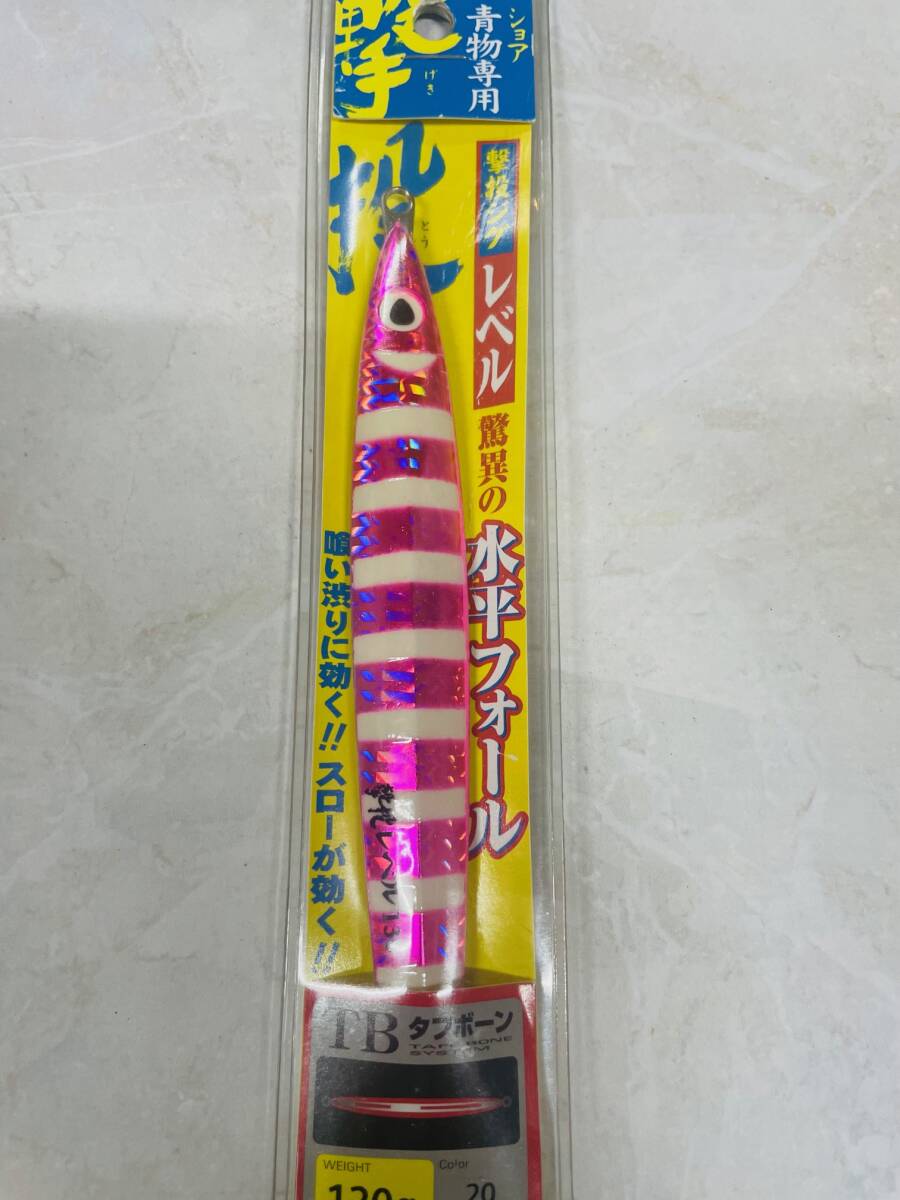 撃投
げき
とう
ショア
青物専用
撃投ジグ
レベル
驚異の
水平フォール
喰い渋りに効く!!スローが効く!!
撃投レベル 13
TB タフボーン
SYSTEM
WEIGHT
Color
20